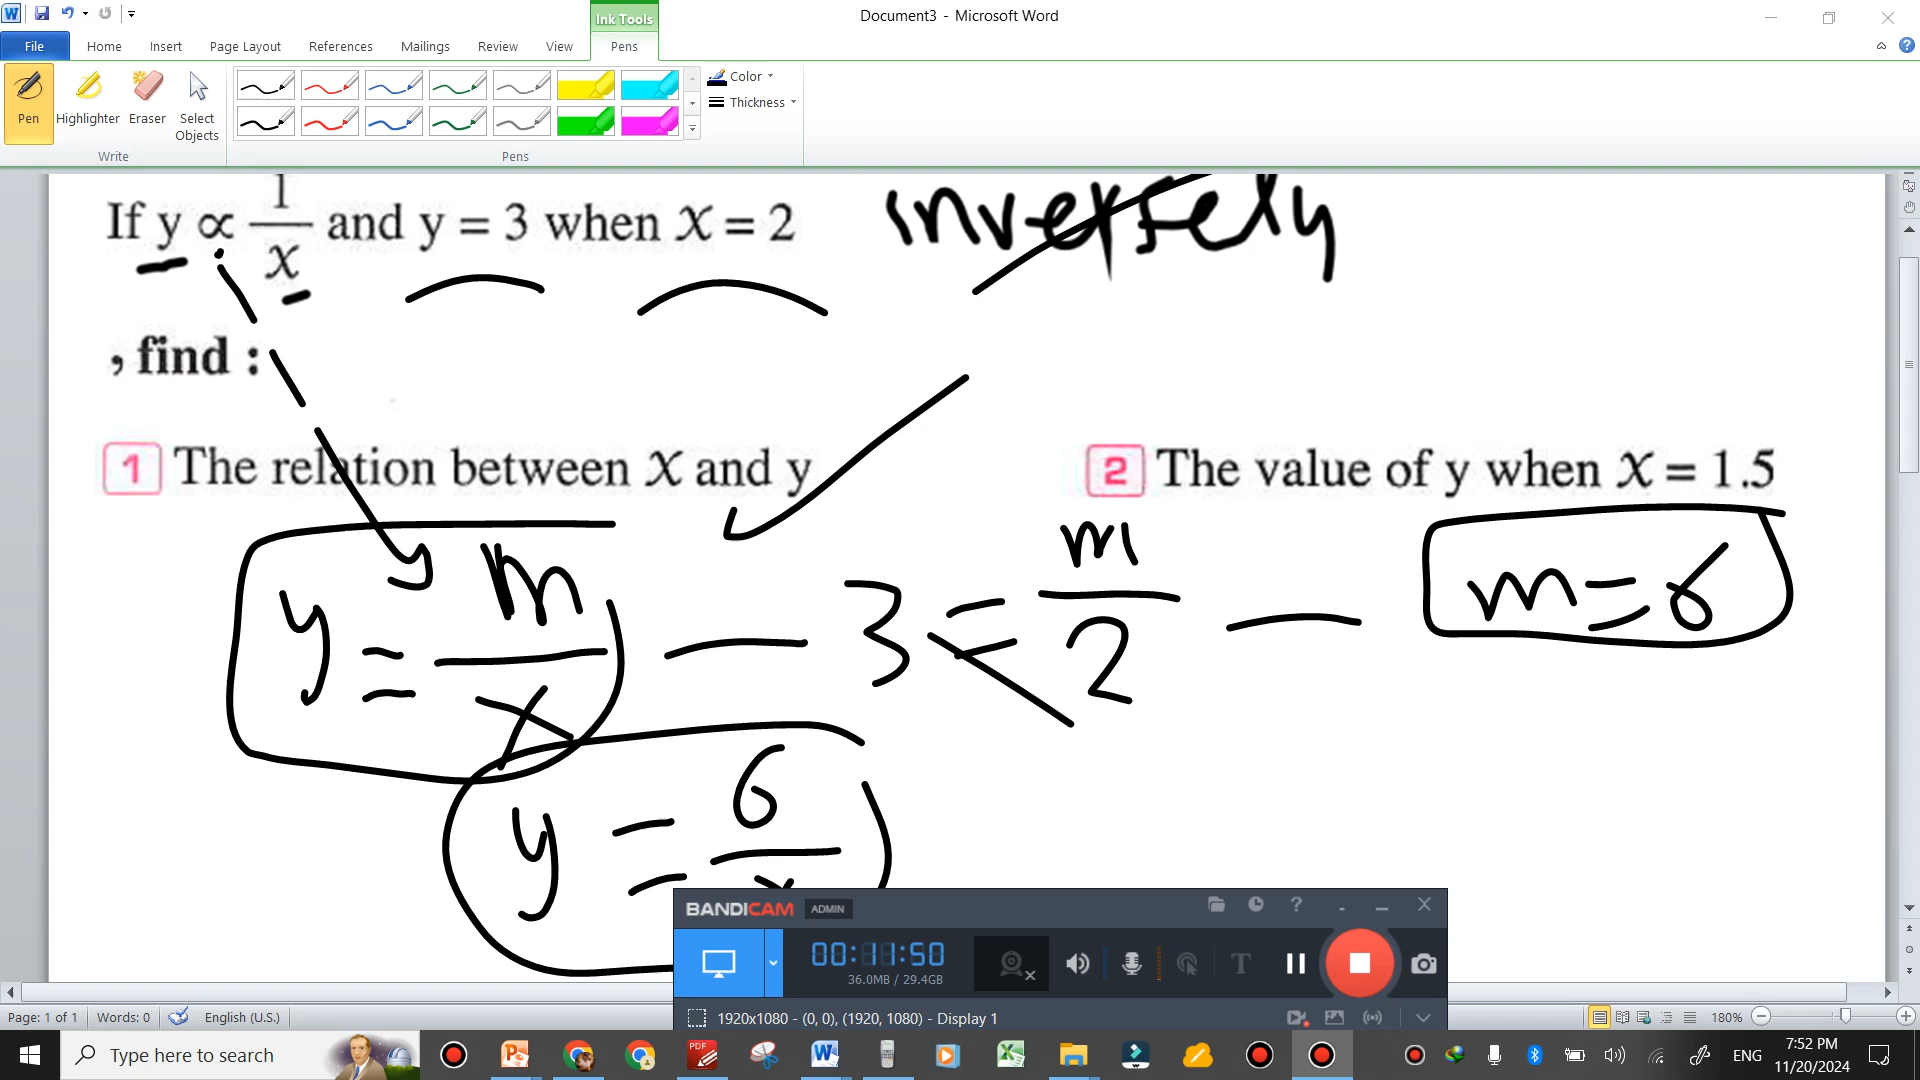 Document3 - Microsoft Word
Ink Tools
File Home Insert Page Layout References Mailings Review View Pens
Pen Highlighter Eraser Select Objects
Color
Thickness
Write Pens
If y ∝ 1/x and y = 3 when X = 2 inversely
, find :
1 The relation between X and y 2 The value of y when X = 1.5
y = m/x — 3 = m/2 — m = 6
y = 6/x
BANDICAM ADMIN
00:11:50
36.0MB / 29.4GB
1920x1080 - (0, 0), (1920, 1080) - Display 1
Page: 1 of 1 Words: 0 English (U.S.) 180%
Type here to search
ENG 7:52 PM
11/20/2024